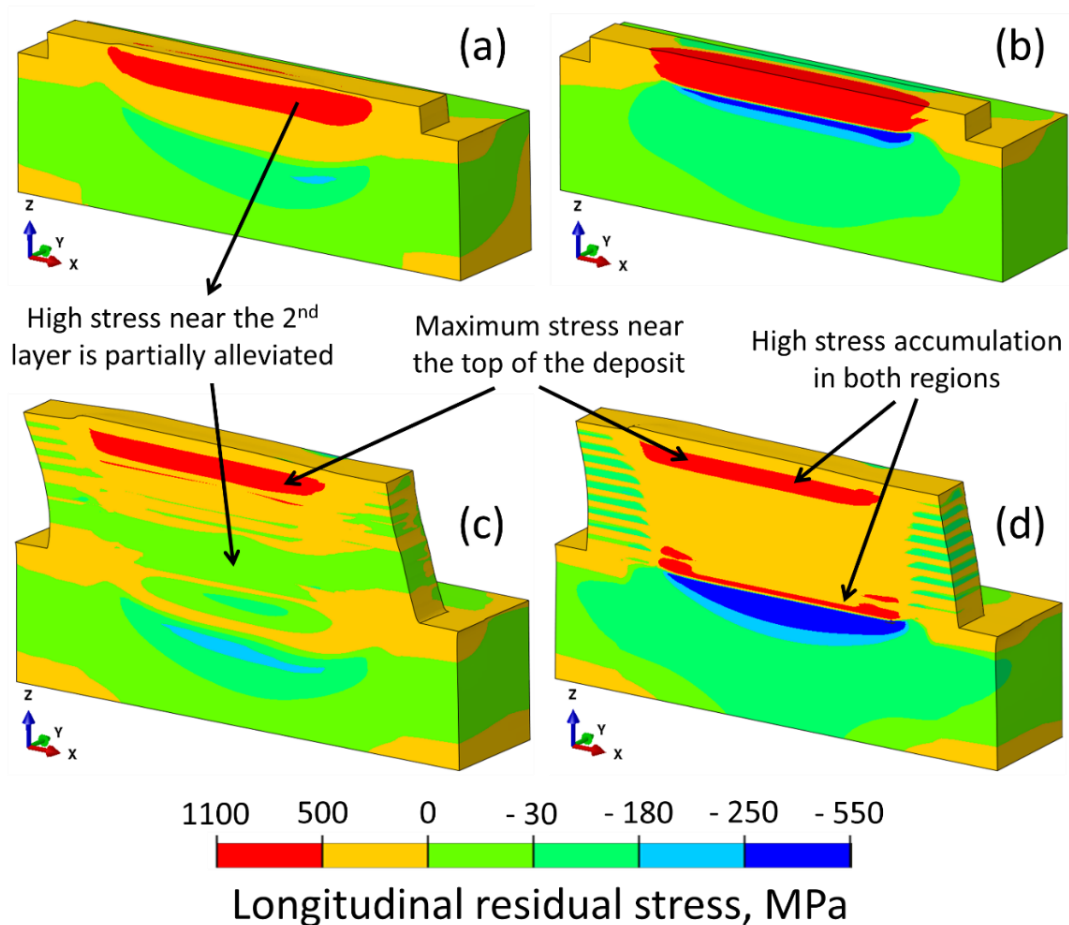 (a)
(b)
Z
Y
X
Z
Y
X
High stress near the 2nd
layer is partially alleviated
Maximum stress near
the top of the deposit
High stress accumulation
in both regions
(c)
(d)
Z
Y
X
Z
Y
X
1100 500 0 - 30 - 180 - 250 - 550
Longitudinal residual stress, MPa